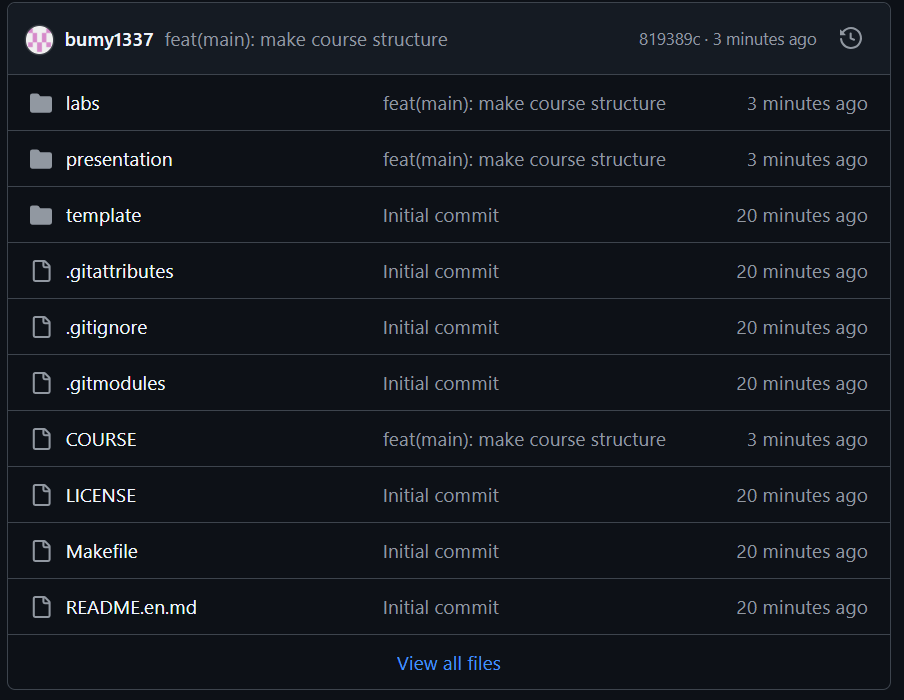 bumy1337 feat(main): make course structure 819389c · 3 minutes ago
labs feat(main): make course structure 3 minutes ago
presentation feat(main): make course structure 3 minutes ago
template Initial commit 20 minutes ago
.gitattributes Initial commit 20 minutes ago
.gitignore Initial commit 20 minutes ago
.gitmodules Initial commit 20 minutes ago
COURSE feat(main): make course structure 3 minutes ago
LICENSE Initial commit 20 minutes ago
Makefile Initial commit 20 minutes ago
README.en.md Initial commit 20 minutes ago
View all files